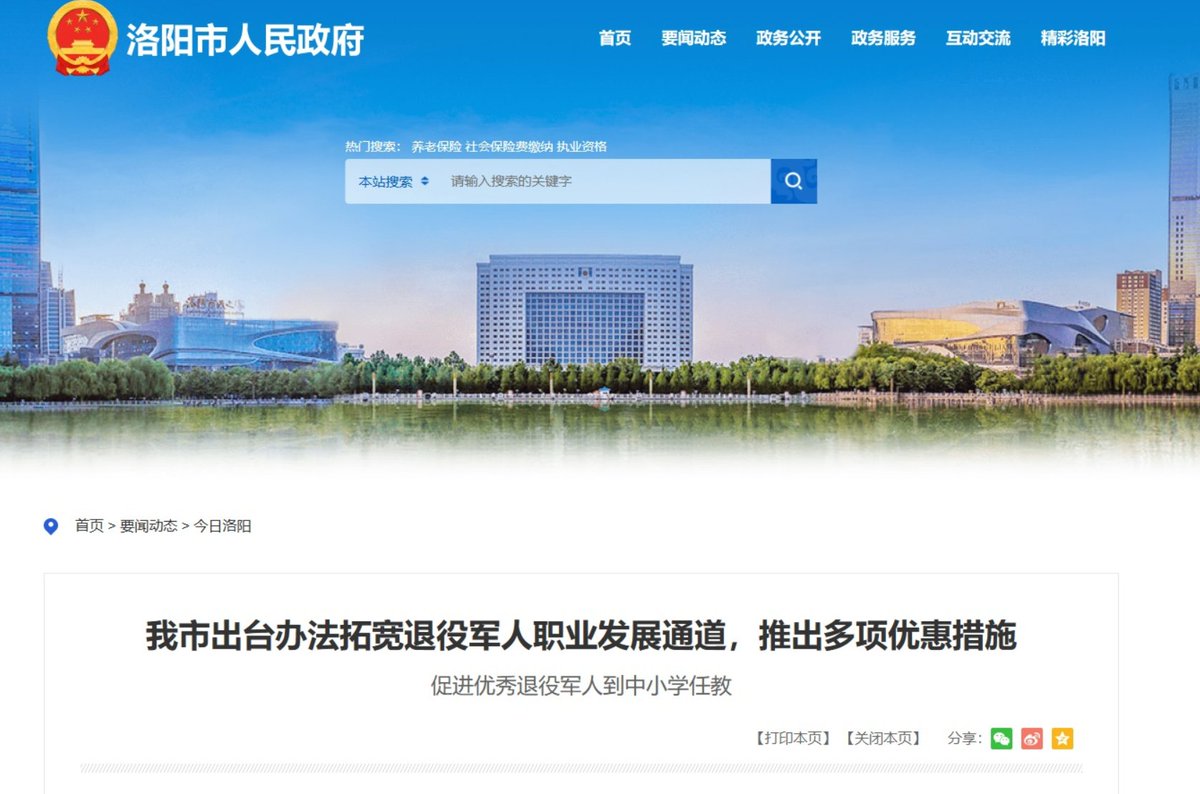 洛阳市人民政府
首页 要闻动态 政务公开 政务服务 互动交流 精彩洛阳
热门搜索: 养老保险 社会保险费缴纳 执业资格
本站搜索 请输入搜索的关键字
首页 > 要闻动态 > 今日洛阳
我市出台办法拓宽退役军人职业发展通道，推出多项优惠措施
促进优秀退役军人到中小学任教
【打印本页】 【关闭本页】 分享: